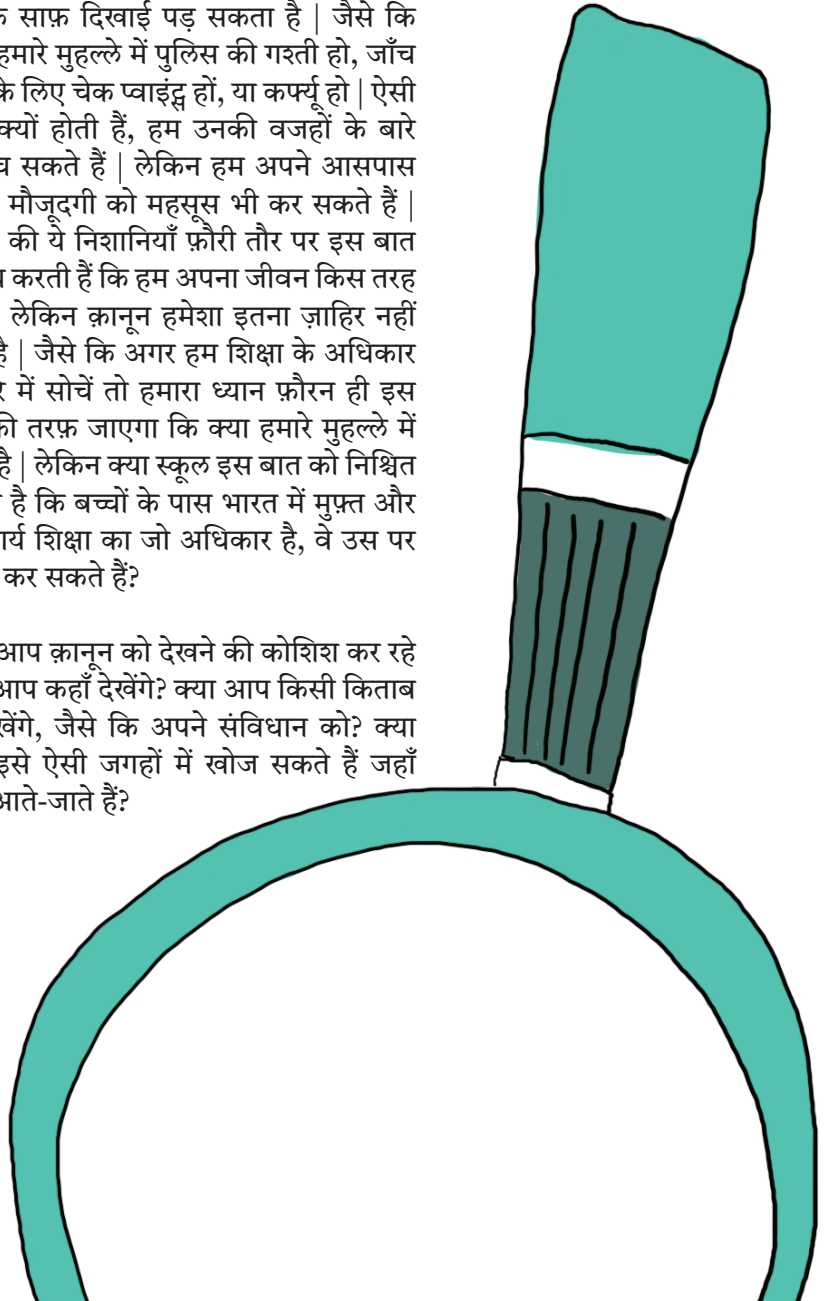 साफ़ दिखाई पड़ सकता है | जैसे कि
हमारे मुहल्ले में पुलिस की गश्ती हो, जाँच
के लिए चेक प्वाइंट्स हों, या कर्फ्यू हो | ऐसी
क्यों होती हैं, हम उनकी वजहों के बारे
सकते हैं | लेकिन हम अपने आसपास
मौजूदगी को महसूस भी कर सकते हैं |
की ये निशानियाँ फ़ौरी तौर पर इस बात
करती हैं कि हम अपना जीवन किस तरह
लेकिन क़ानून हमेशा इतना ज़ाहिर नहीं
है | जैसे कि अगर हम शिक्षा के अधिकार
में सोचें तो हमारा ध्यान फ़ौरन ही इस
की तरफ़ जाएगा कि क्या हमारे मुहल्ले में
है | लेकिन क्या स्कूल इस बात को निश्चित
है कि बच्चों के पास भारत में मुफ़्त और
शिक्षा का जो अधिकार है, वे उस पर
कर सकते हैं?
आप क़ानून को देखने की कोशिश कर रहे
आप कहाँ देखेंगे? क्या आप किसी किताब
जैसे कि अपने संविधान को? क्या
इसे ऐसी जगहों में खोज सकते हैं जहाँ
आते-जाते हैं?